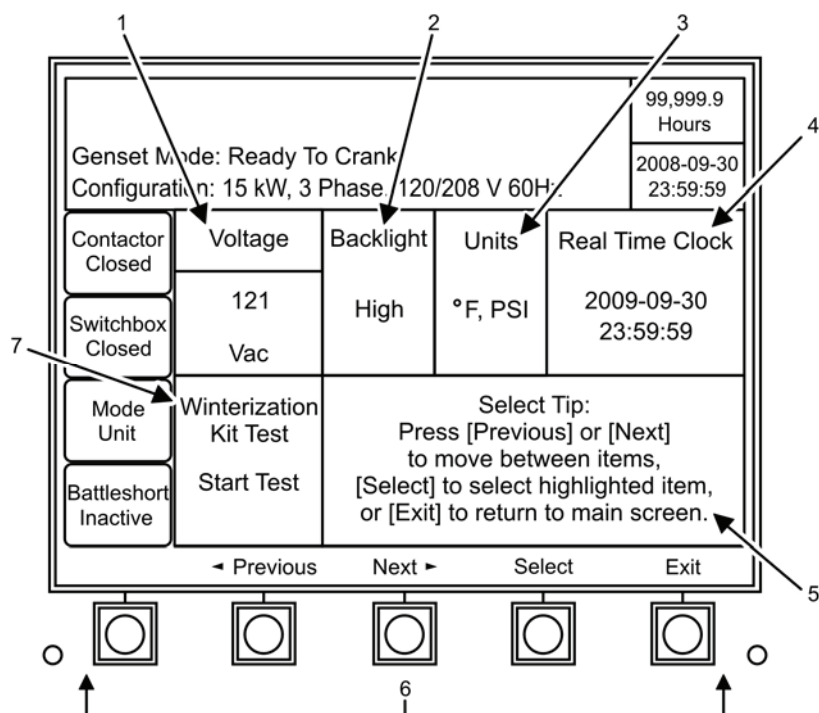 1
2
3
4
99,999.9
Hours
Genset Mode: Ready To Crank
Configuration: 15 kW, 3 Phase, 120/208 V 60Hz.
2008-09-30
23:59:59
Contactor
Closed
Voltage
Backlight
Units
Real Time Clock
121
Vac
High
°F, PSI
2009-09-30
23:59:59
Switchbox
Closed
7
Mode
Unit
Winterization
Kit Test
Start Test
Select Tip:
Press [Previous] or [Next]
to move between items,
[Select] to select highlighted item,
or [Exit] to return to main screen.
Battleshort
Inactive
◄ Previous
Next ►
Select
Exit
5
6